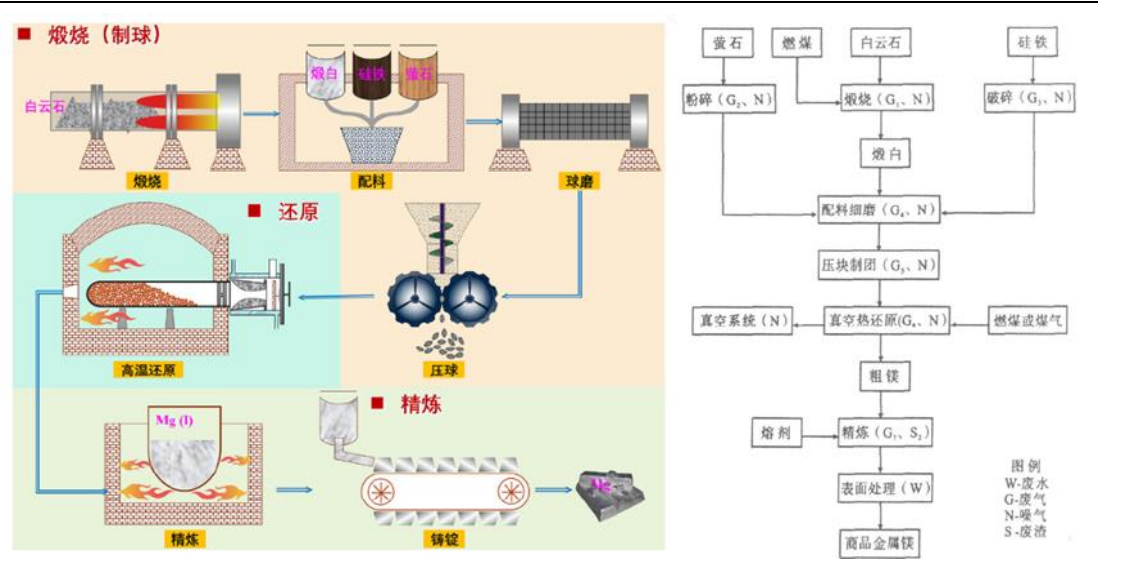 ■ 煅烧（制球）
白云石
煅白
硅铁
萤石
煅烧
配料
球磨
■ 还原
高温还原
压球
■ 精炼
Mg (l)
Mg
精炼
铸锭
萤石
燃煤
白云石
硅铁
粉碎（G₂、N）
煅烧（G₁、N）
破碎（G₃、N）
煅白
配料细磨（G₄、N）
压块制团（G₅、N）
真空系统（N）
真空热还原(G₆、N）
燃煤或煤气
粗镁
熔剂
精炼（G₇、S₂）
表面处理（W）
商品金属镁
图例
W-废水
G-废气
N-噪气
S-废渣